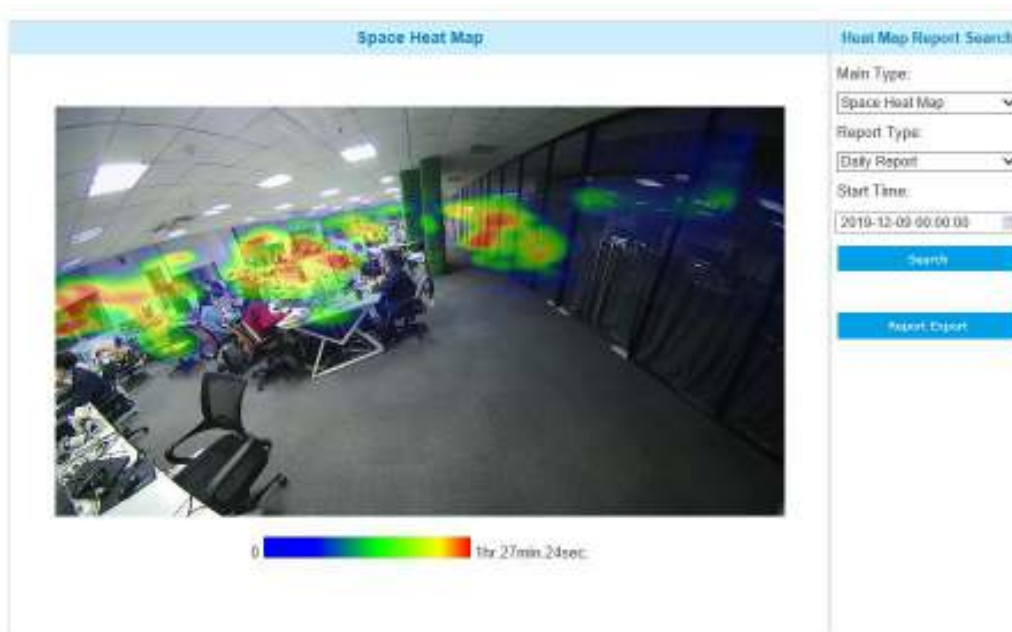 Space Heat Map
Heat Map Report Search
Main Type:
Space Heat Map
Report Type:
Daily Report
Start Time:
2019-12-09 00:00:00
Search
Report Export
0
1hr 27min 24sec